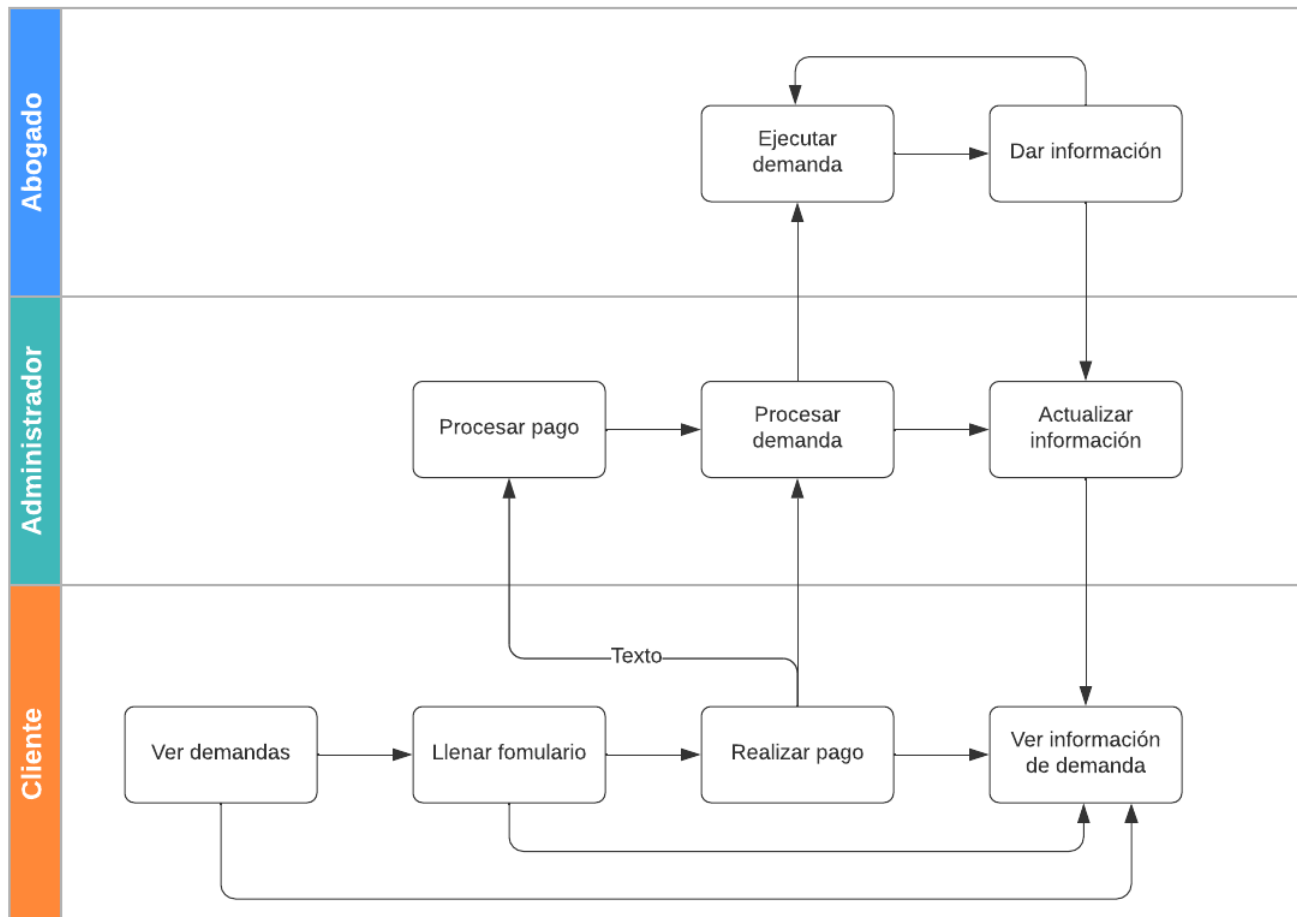 Abogado
Ejecutar
demanda
Dar información
Administrador
Procesar pago
Procesar
demanda
Actualizar
información
Cliente
Texto
Ver demandas
Llenar fomulario
Realizar pago
Ver información
de demanda